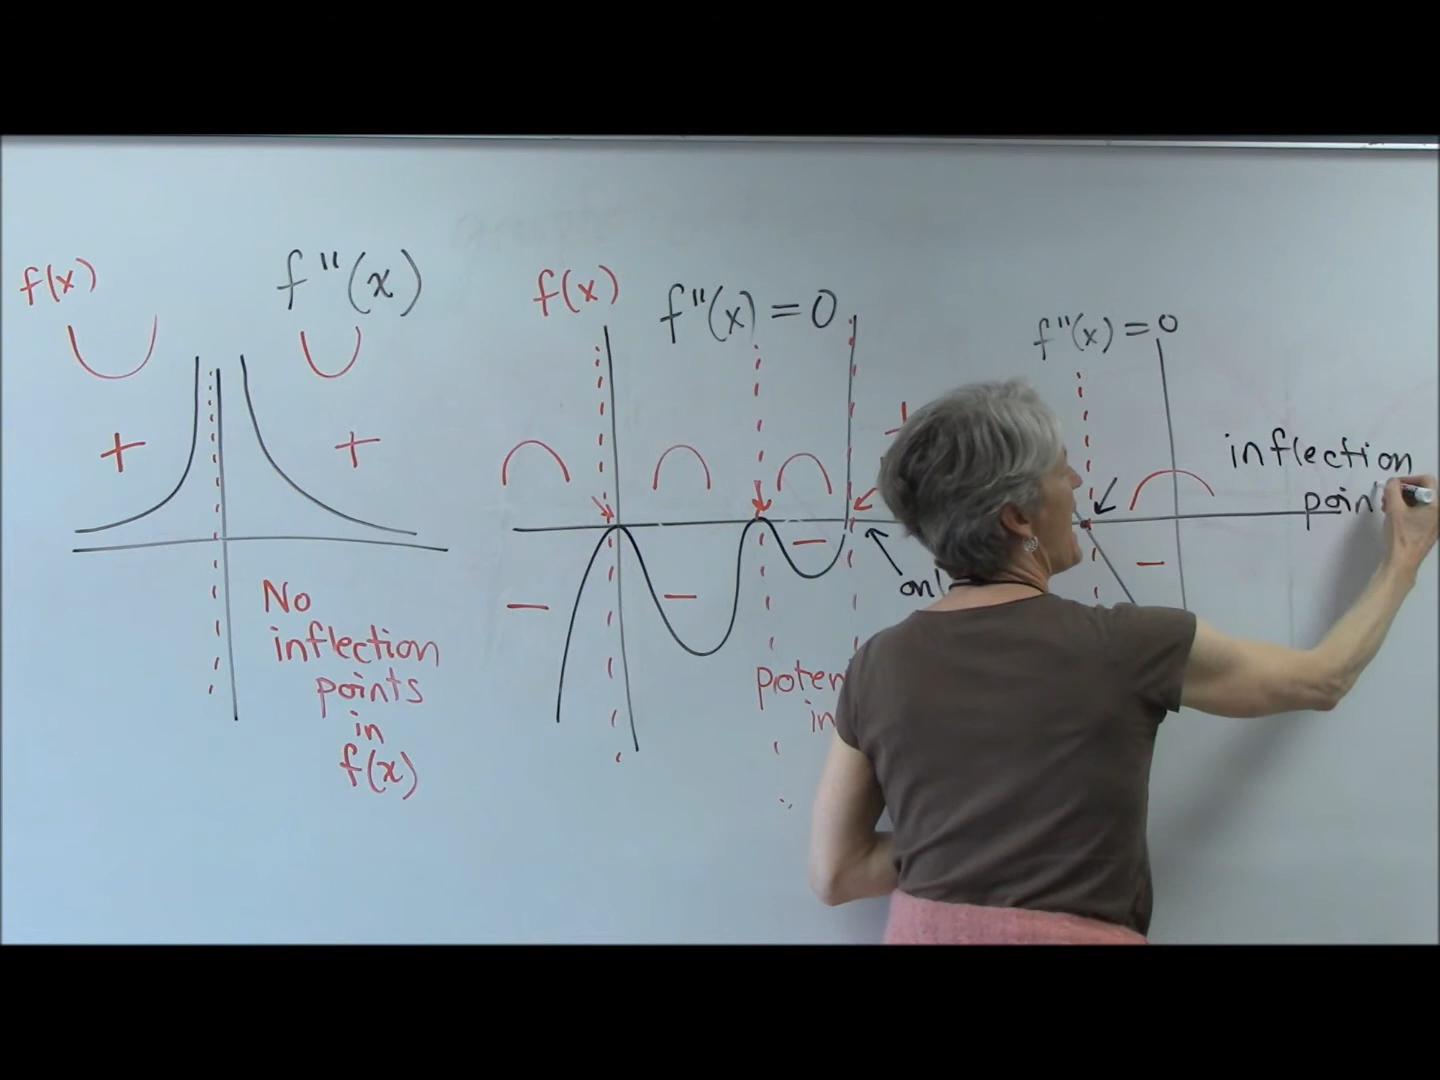 f(x)
f"(x)
+
+
No
inflection
points
in
f(x)
f(x)
f"(x) = 0
−
−
−
f"(x) = 0
−
inflection